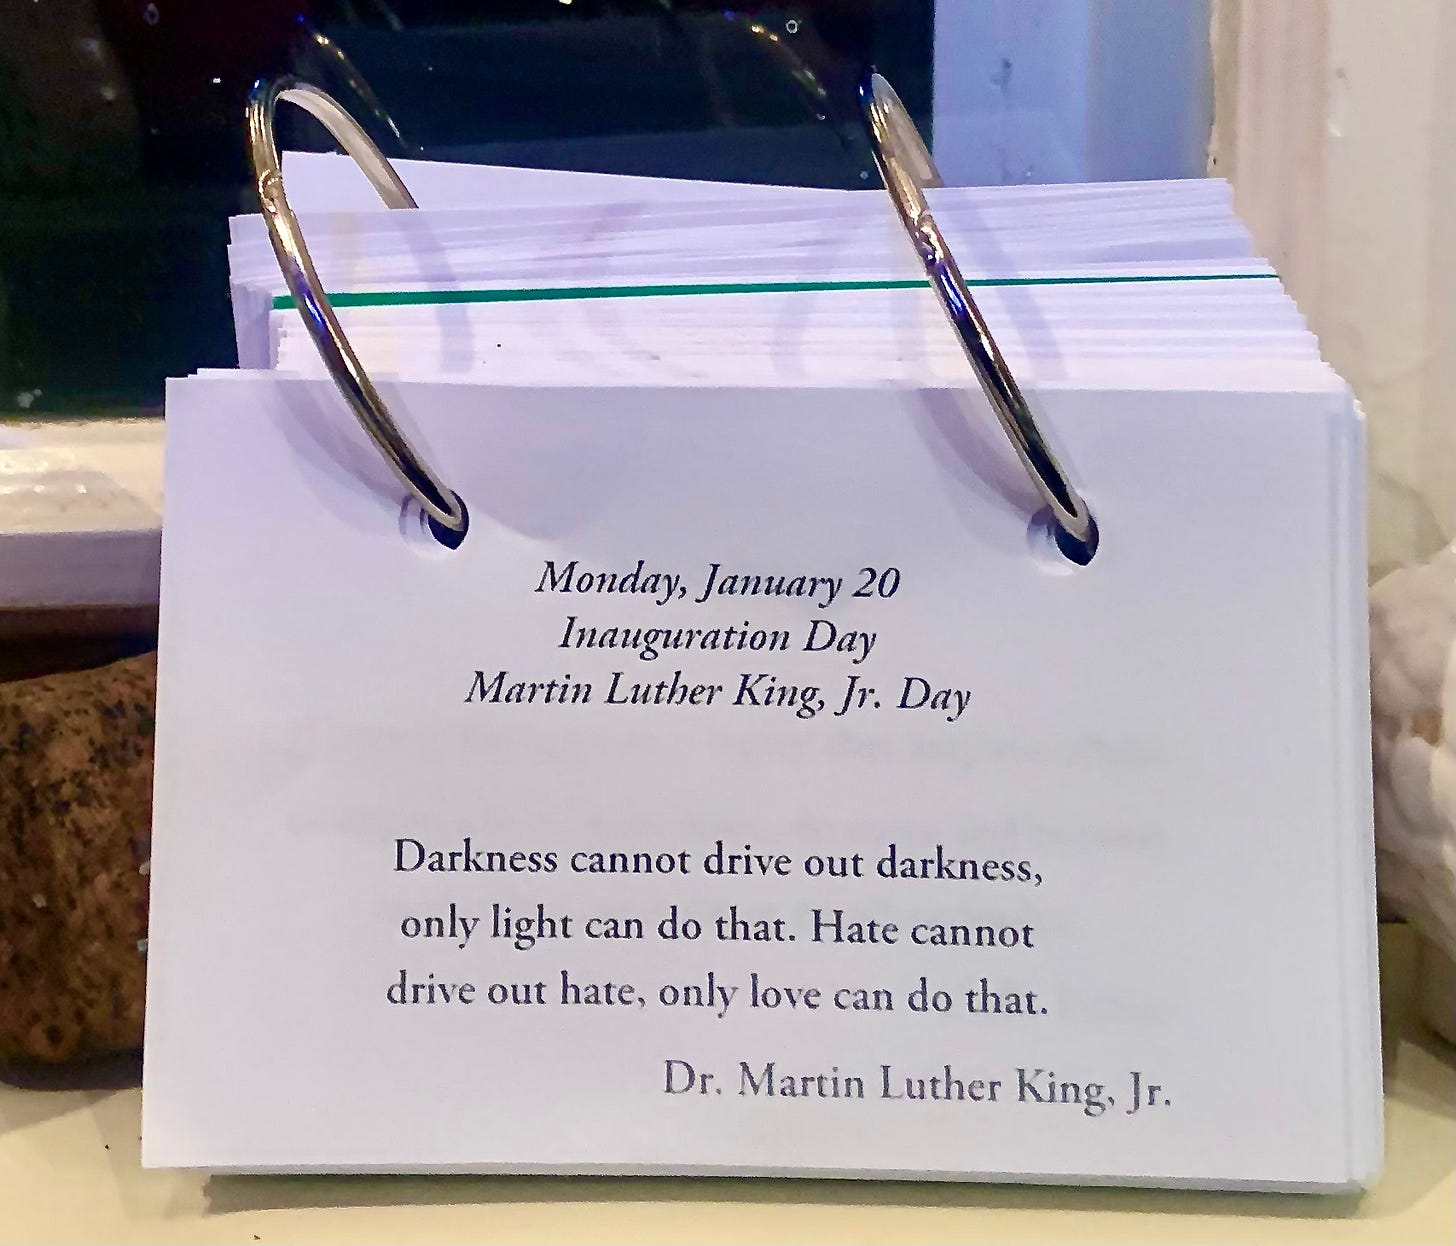 Monday, January 20
Inauguration Day
Martin Luther King, Jr. Day
Darkness cannot drive out darkness,
only light can do that. Hate cannot
drive out hate, only love can do that.
Dr. Martin Luther King, Jr.